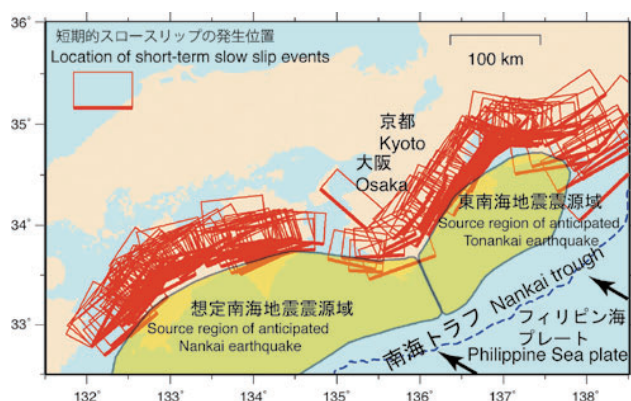 36°
35°
34°
33°
短期的スロースリップの発生位置
Location of short-term slow slip events
100 km
京都
Kyoto
大阪
Osaka
東南海地震震源域
Source region of anticipated
Tonankai earthquake
想定南海地震震源域
Source region of anticipated
Nankai earthquake
南海トラフ Nankai trough
フィリピン海
プレート
Philippine Sea plate
132°
133°
134°
135°
136°
137°
138°